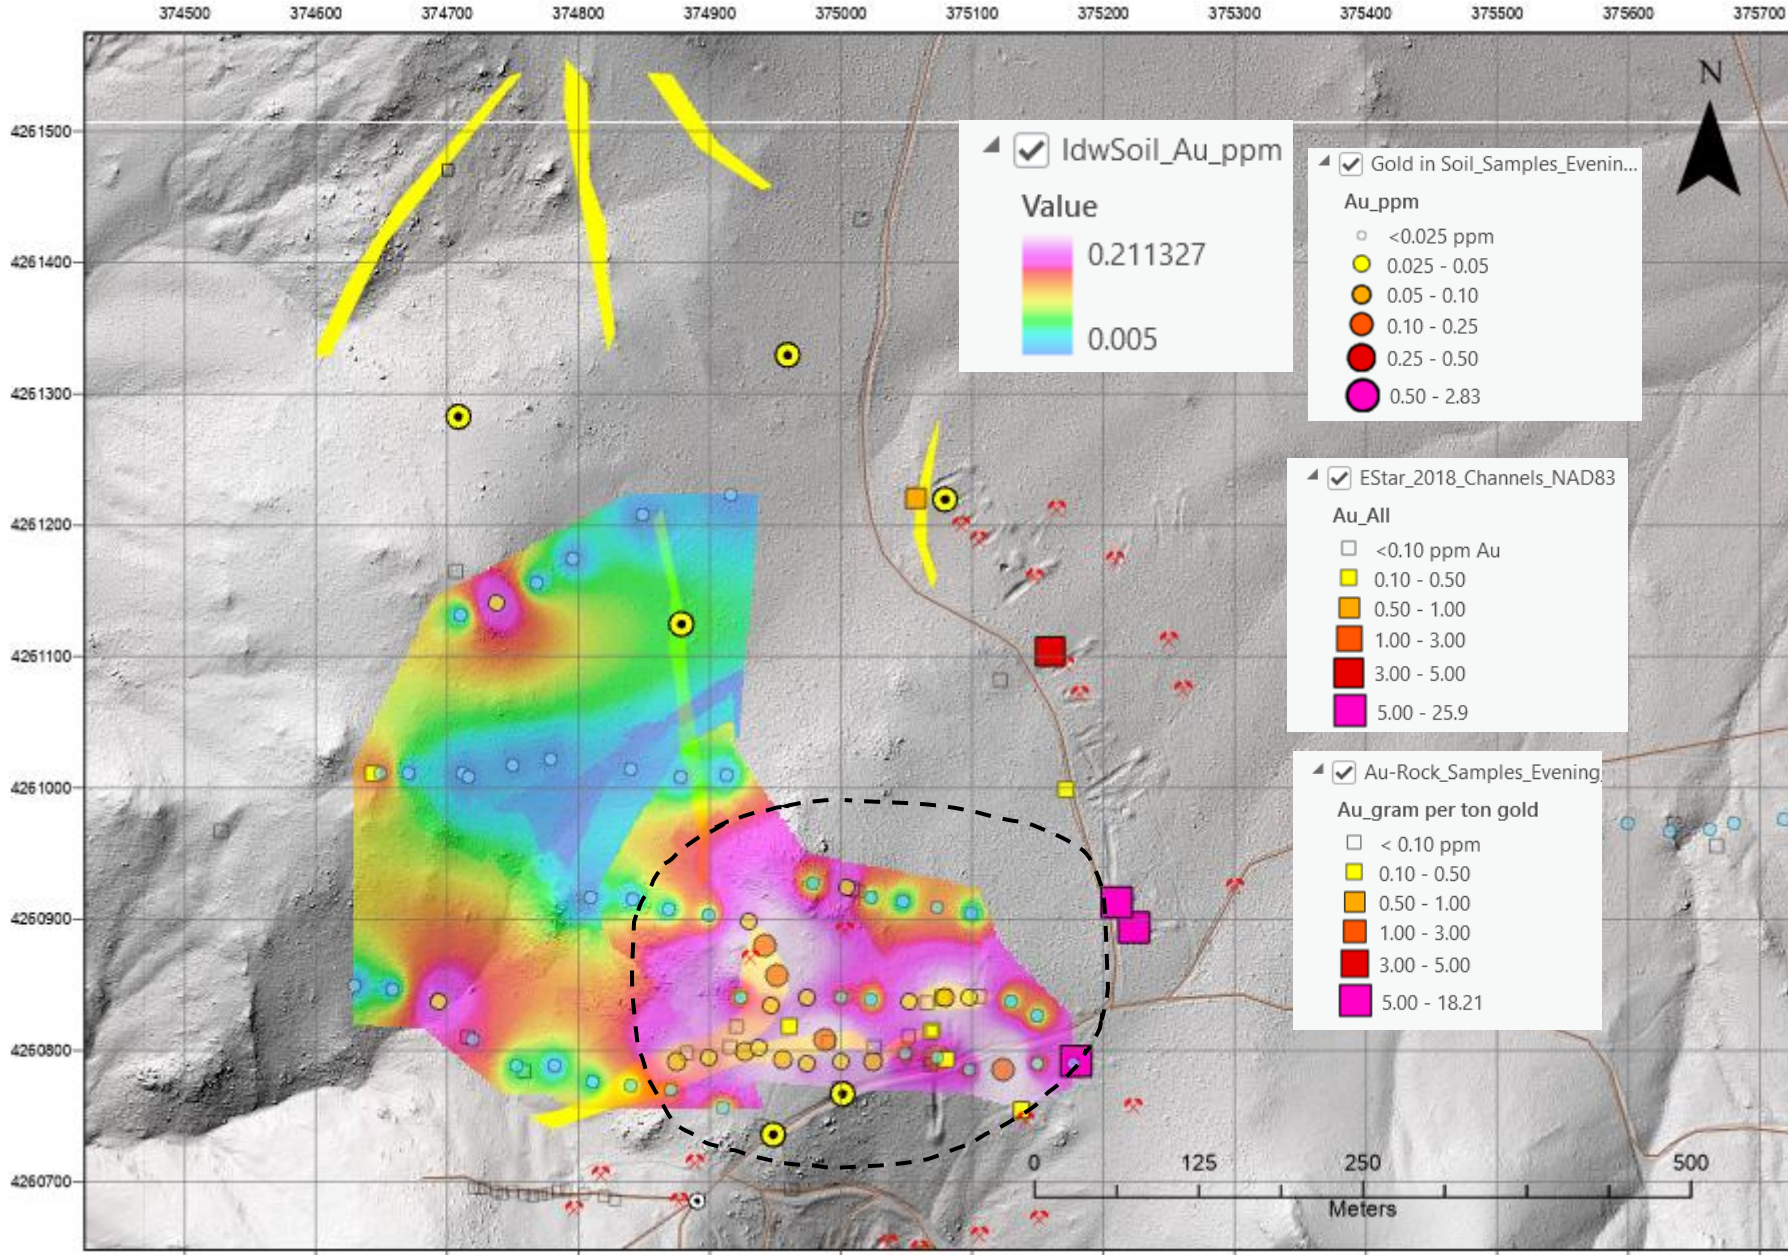 374500 374600 374700 374800 374900 375000 375100 375200 375300 375400 375500 375600 375700
4261500
4261400
4261300
4261200
4261100
4261000
4260900
4260800
4260700
N
IdwSoil_Au_ppm
Value
0.211327
0.005
Gold in Soil_Samples_Evenin...
Au_ppm
<0.025 ppm
0.025 - 0.05
0.05 - 0.10
0.10 - 0.25
0.25 - 0.50
0.50 - 2.83
EStar_2018_Channels_NAD83
Au_All
<0.10 ppm Au
0.10 - 0.50
0.50 - 1.00
1.00 - 3.00
3.00 - 5.00
5.00 - 25.9
Au-Rock_Samples_Evening
Au_gram per ton gold
< 0.10 ppm
0.10 - 0.50
0.50 - 1.00
1.00 - 3.00
3.00 - 5.00
5.00 - 18.21
0 125 250 500
Meters